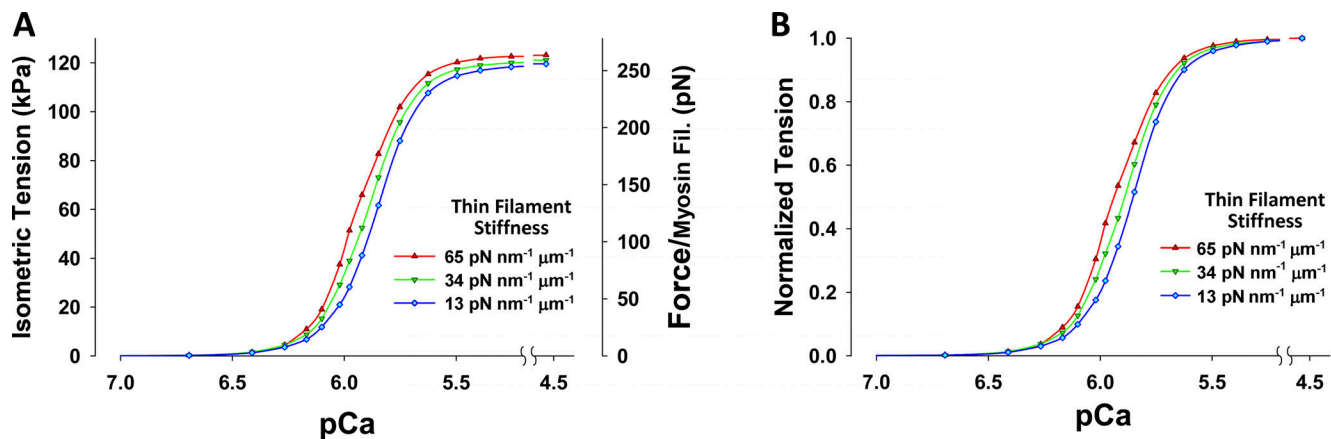 A
Isometric Tension (kPa)
120
100
80
60
40
20
0
7.0
6.5
6.0
5.5
4.5
pCa
250
200
150
100
50
0
Force/Myosin Fil. (pN)
Thin Filament
Stiffness
65 pN nm⁻¹ μm⁻¹
34 pN nm⁻¹ μm⁻¹
13 pN nm⁻¹ μm⁻¹
B
Normalized Tension
1.0
0.8
0.6
0.4
0.2
0.0
7.0
6.5
6.0
5.5
4.5
pCa
Thin Filament
Stiffness
65 pN nm⁻¹ μm⁻¹
34 pN nm⁻¹ μm⁻¹
13 pN nm⁻¹ μm⁻¹